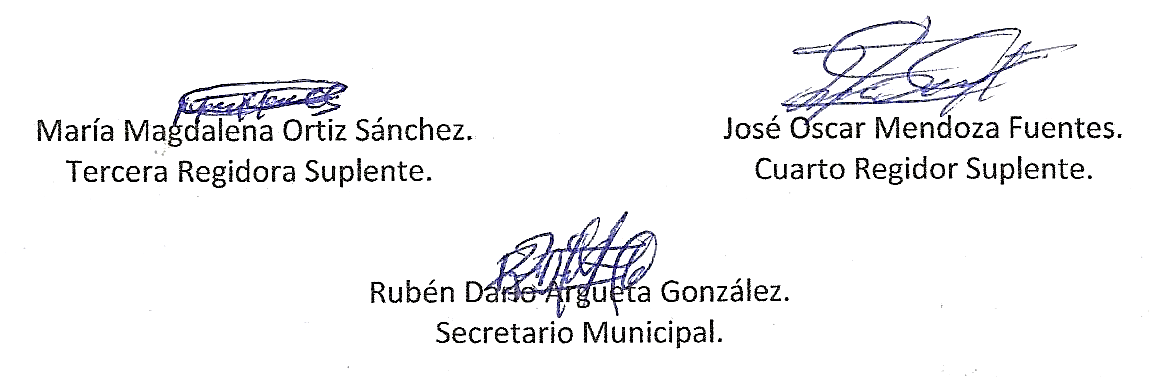 María Magdalena Ortiz Sánchez.
Tercera Regidora Suplente.
José Oscar Mendoza Fuentes.
Cuarto Regidor Suplente.
Rubén Darío Argueta González.
Secretario Municipal.